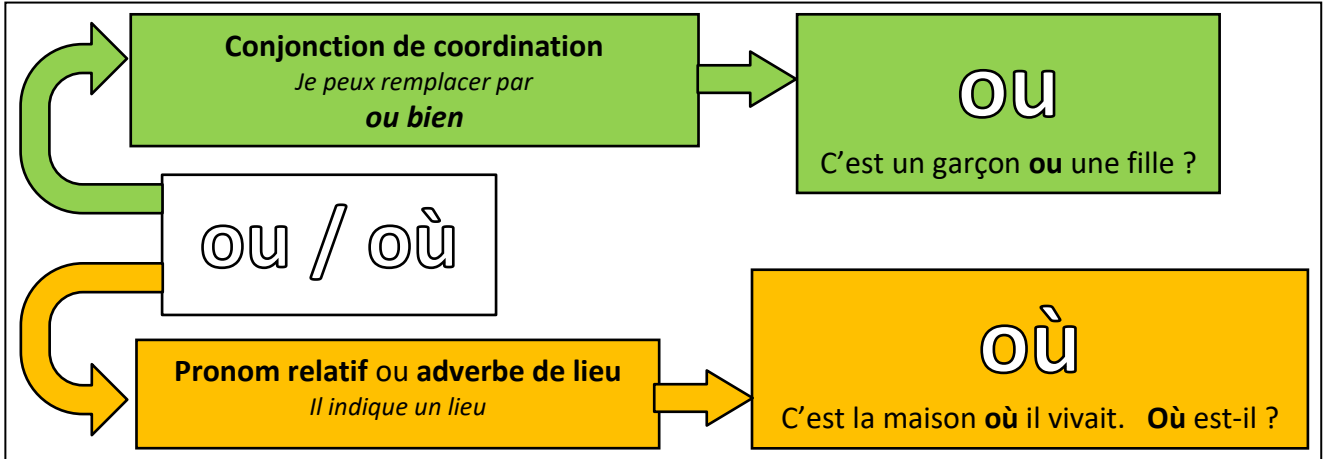 Conjonction de coordination
Je peux remplacer par
ou bien
ou
C'est un garçon ou une fille ?
ou / où
Pronom relatif ou adverbe de lieu
Il indique un lieu
où
C'est la maison où il vivait. Où est-il ?